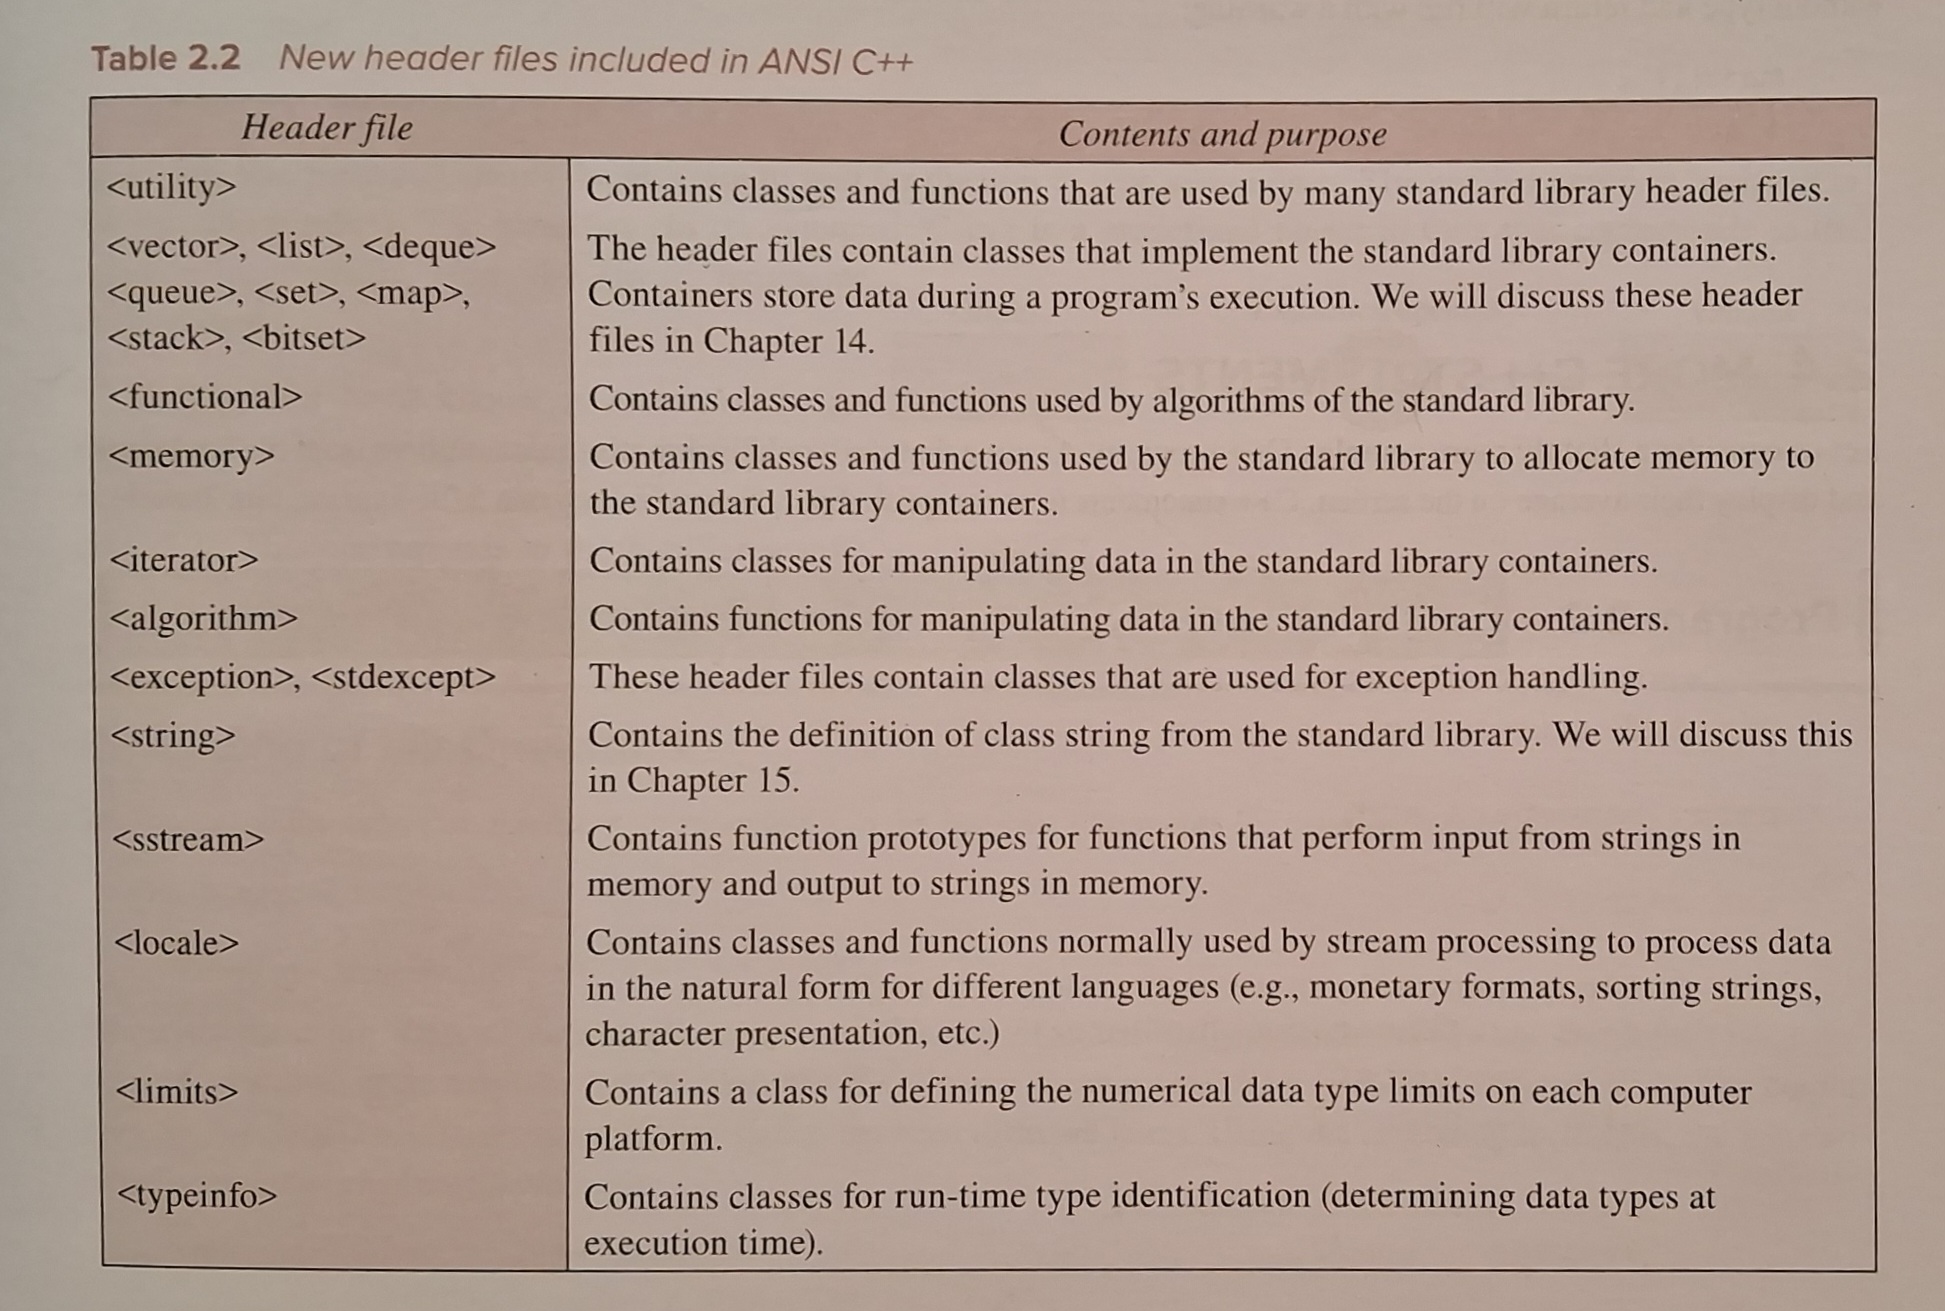 Table 2.2 New header files included in ANSI C++
Header file Contents and purpose
<utility> Contains classes and functions that are used by many standard library header files.
<vector>, <list>, <deque> The header files contain classes that implement the standard library containers.
<queue>, <set>, <map>, Containers store data during a program's execution. We will discuss these header
<stack>, <bitset> files in Chapter 14.
<functional> Contains classes and functions used by algorithms of the standard library.
<memory> Contains classes and functions used by the standard library to allocate memory to
the standard library containers.
<iterator> Contains classes for manipulating data in the standard library containers.
<algorithm> Contains functions for manipulating data in the standard library containers.
<exception>, <stdexcept> These header files contain classes that are used for exception handling.
<string> Contains the definition of class string from the standard library. We will discuss this
in Chapter 15.
<sstream> Contains function prototypes for functions that perform input from strings in
memory and output to strings in memory.
<locale> Contains classes and functions normally used by stream processing to process data
in the natural form for different languages (e.g., monetary formats, sorting strings,
character presentation, etc.)
<limits> Contains a class for defining the numerical data type limits on each computer
platform.
<typeinfo> Contains classes for run-time type identification (determining data types at
execution time).